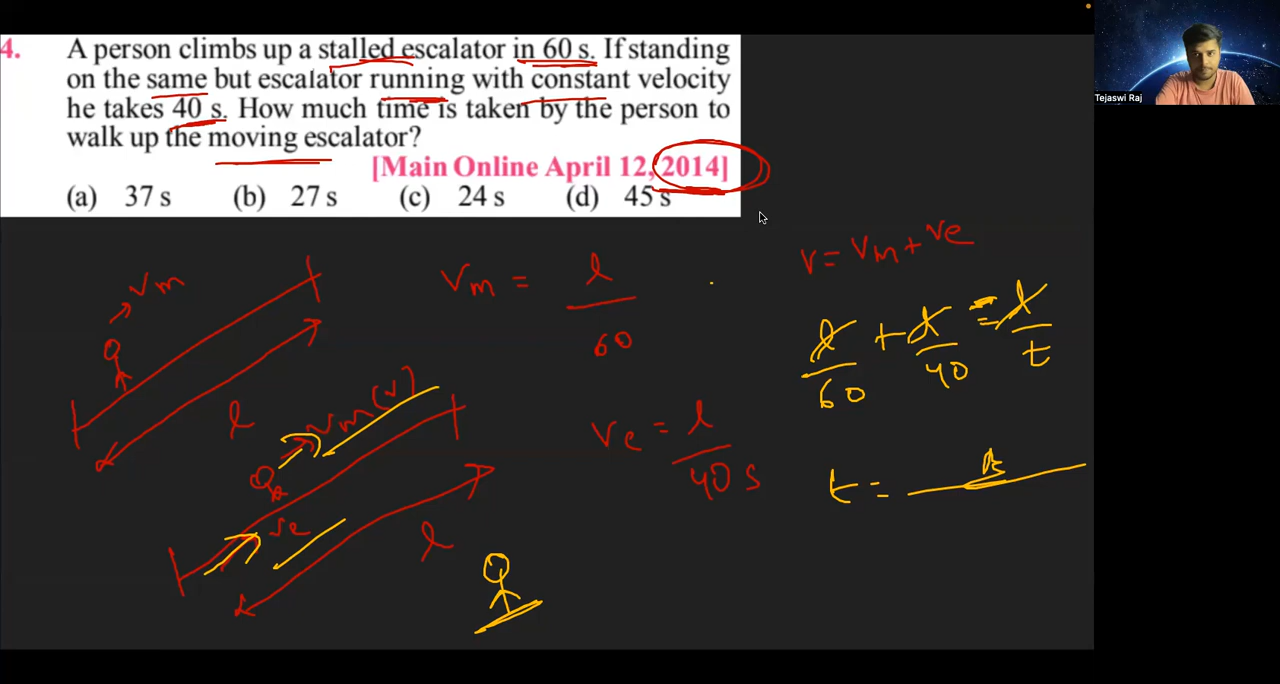 4. A person climbs up a stalled escalator in 60 s. If standing
on the same but escalator running with constant velocity
he takes 40 s. How much time is taken by the person to
walk up the moving escalator?
[Main Online April 12, 2014]
(a) 37 s (b) 27 s (c) 24 s (d) 45 s
Tejaswi Raj
Vm
l
Vm = l/60
Vm(v)
ve
l
Ve = l/40 s
V = Vm + Ve
l/60 + l/40 = l/t
t =